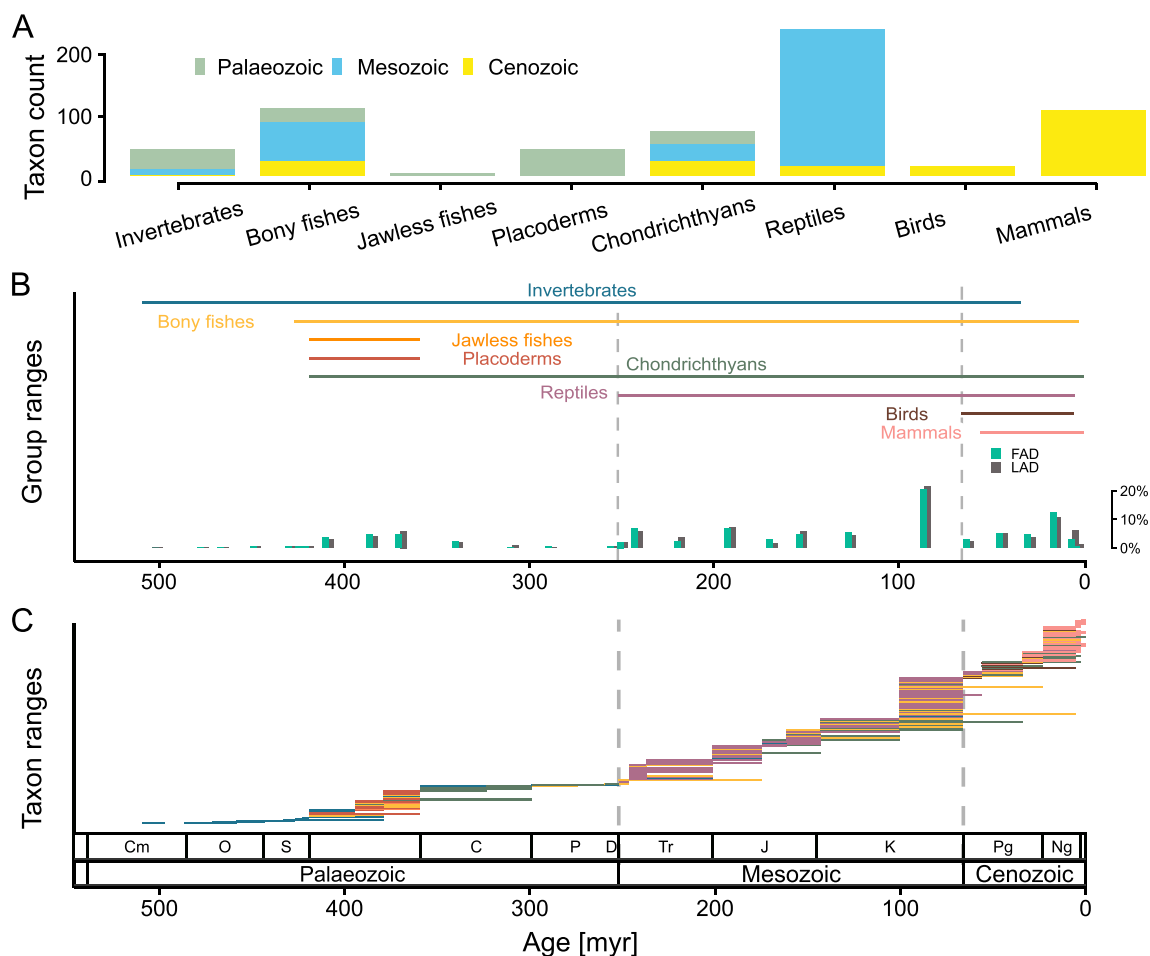 A
Taxon count
200
100
0
Palaeozoic Mesozoic Cenozoic
Invertebrates Bony fishes Jawless fishes Placoderms Chondrichthyans Reptiles Birds Mammals
B
Group ranges
Invertebrates
Bony fishes
Jawless fishes
Placoderms
Chondrichthyans
Reptiles
Birds
Mammals
FAD
LAD
20%
10%
0%
500 400 300 200 100 0
C
Taxon ranges
Cm O S C P D Tr J K Pg Ng
Palaeozoic Mesozoic Cenozoic
500 400 300 200 100 0
Age [myr]